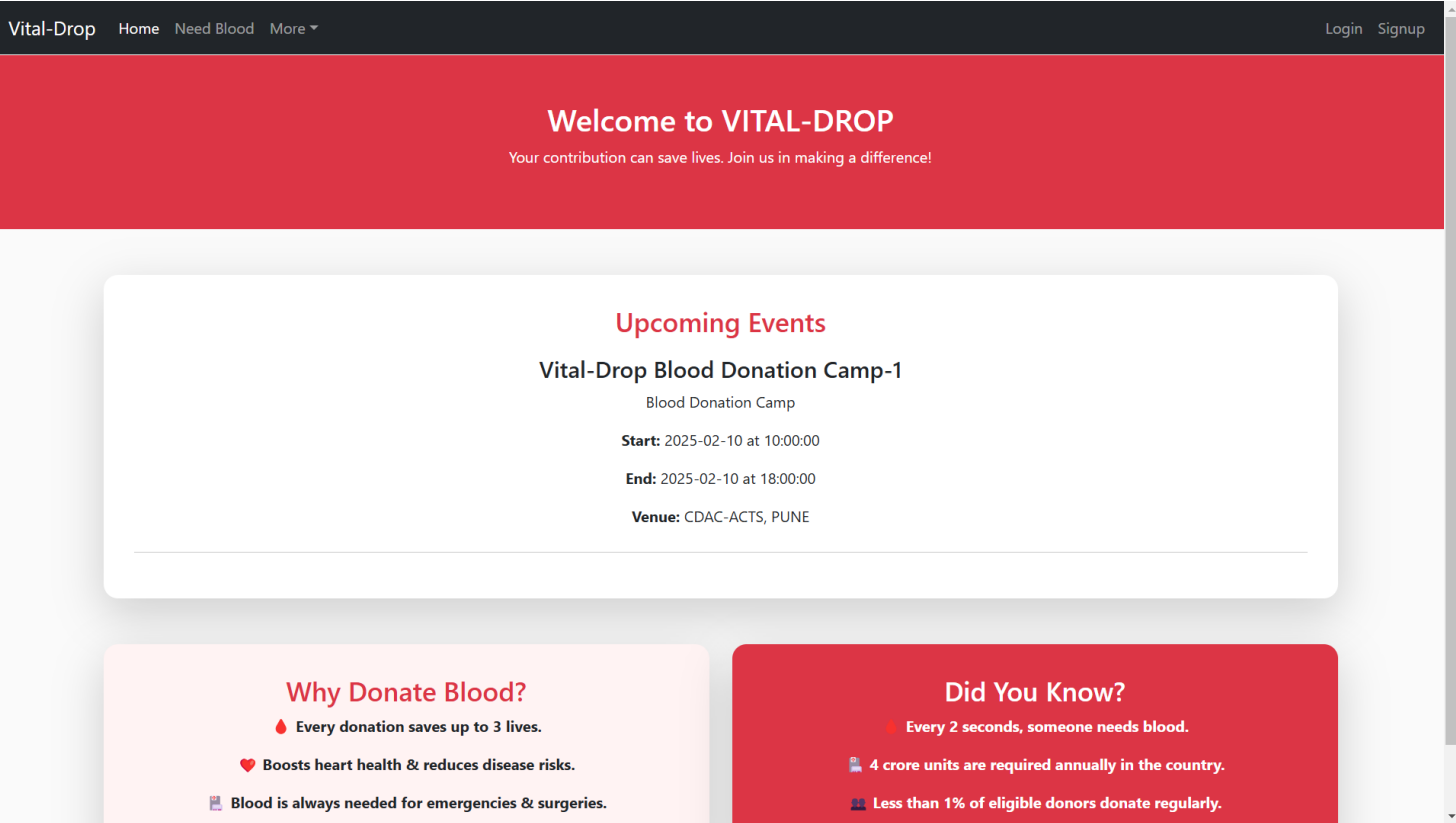 Vital-Drop Home Need Blood More Login Signup
Welcome to VITAL-DROP
Your contribution can save lives. Join us in making a difference!
Upcoming Events
Vital-Drop Blood Donation Camp-1
Blood Donation Camp
Start: 2025-02-10 at 10:00:00
End: 2025-02-10 at 18:00:00
Venue: CDAC-ACTS, PUNE
Why Donate Blood?
Every donation saves up to 3 lives.
Boosts heart health & reduces disease risks.
Blood is always needed for emergencies & surgeries.
Did You Know?
Every 2 seconds, someone needs blood.
4 crore units are required annually in the country.
Less than 1% of eligible donors donate regularly.